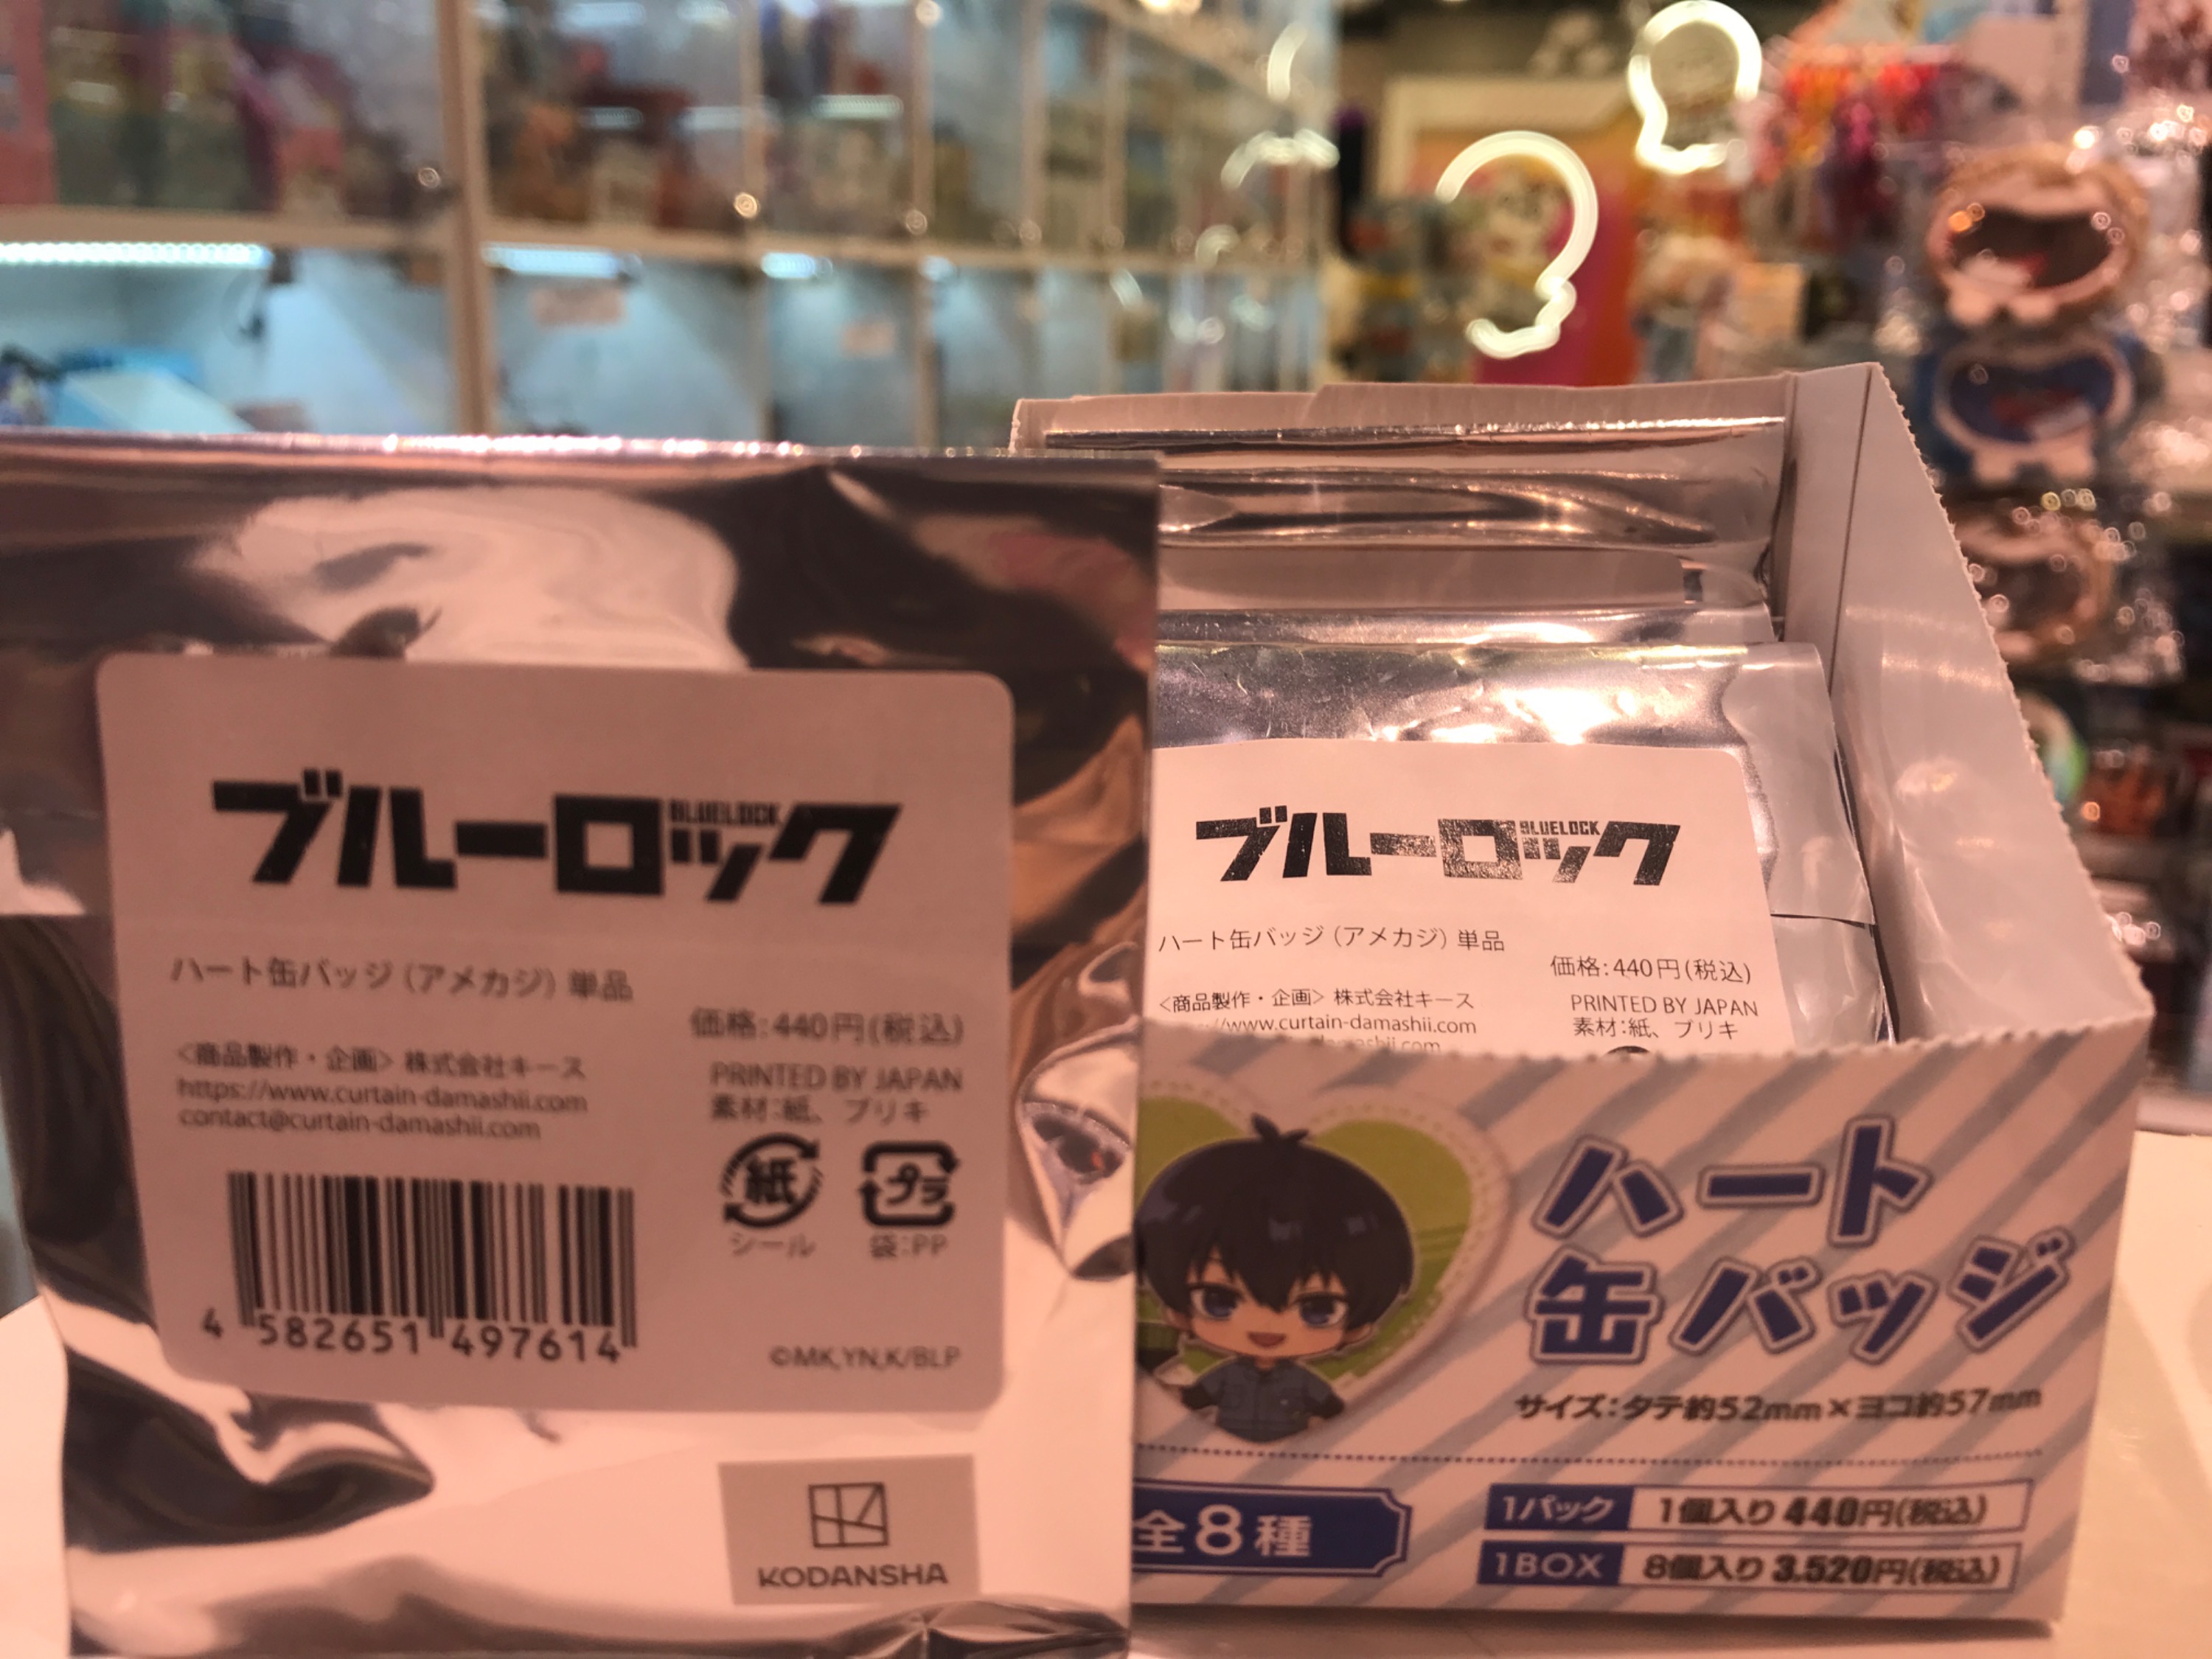 ブルーロック
BLUELOCK
ハート缶バッジ（アメカジ）単品
価格:440円(税込)
<商品製作・企画> 株式会社キース
https://www.curtain-damashii.com
contact@curtain-damashii.com
PRINTED BY JAPAN
素材:紙、ブリキ
紙
シール
プラ
袋:PP
4 582651 497614
©MK,YN,K/BLP
KODANSHA
ブルーロック
BLUELOCK
ハート缶バッジ（アメカジ）単品
価格:440円(税込)
<商品製作・企画> 株式会社キース
//www.curtain-damashii.com
PRINTED BY JAPAN
素材:紙、ブリキ
ハート
缶バッジ
サイズ:タテ約52mm×ヨコ約57mm
全8種
1パック 1個入り 440円(税込)
1BOX 8個入り 3,520円(税込)